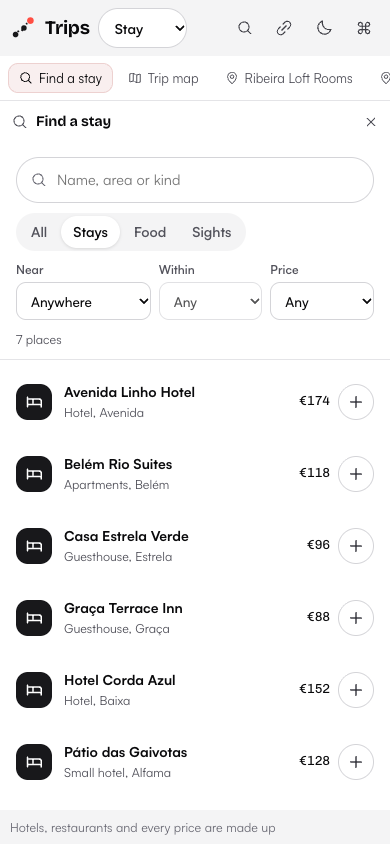 Trips Stay ⌘
Find a stay Trip map Ribeira Loft Rooms
Find a stay
Name, area or kind
All Stays Food Sights
Near Within Price
Anywhere Any Any
7 places
Avenida Linho Hotel
Hotel, Avenida
€174
Belém Rio Suites
Apartments, Belém
€118
Casa Estrela Verde
Guesthouse, Estrela
€96
Graça Terrace Inn
Guesthouse, Graça
€88
Hotel Corda Azul
Hotel, Baixa
€152
Pátio das Gaivotas
Small hotel, Alfama
€128
Hotels, restaurants and every price are made up